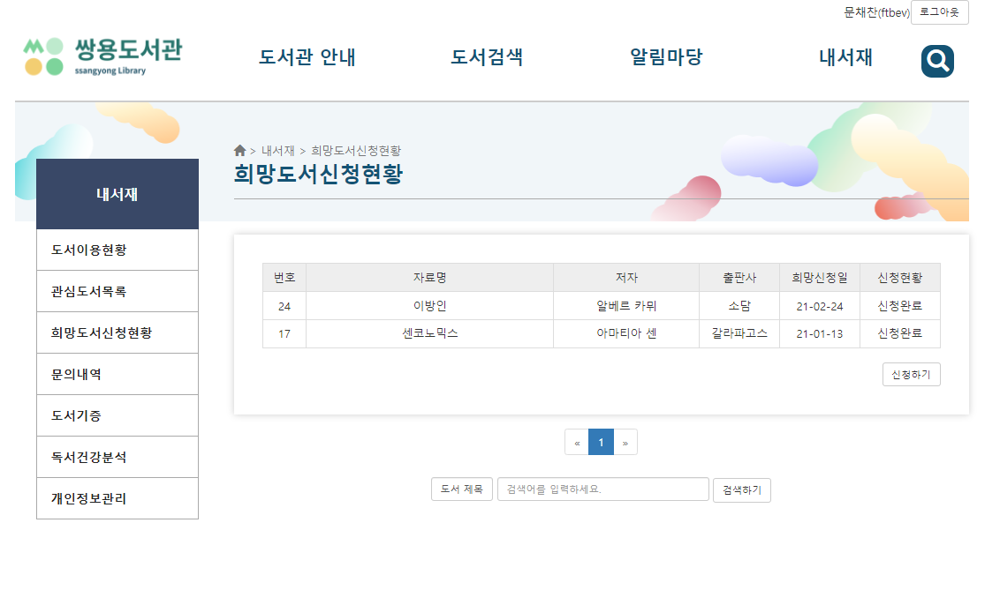 문채찬(ftbev) 로그아웃
쌍용도서관
ssangyong Library
도서관 안내 도서검색 알림마당 내서재
> 내서재 > 희망도서신청현황
희망도서신청현황
내서재
도서이용현황
관심도서목록
희망도서신청현황
문의내역
도서기증
독서건강분석
개인정보관리
번호 자료명 저자 출판사 희망신청일 신청현황
24 이방인 알베르 카뮈 소담 21-02-24 신청완료
17 센코노믹스 아마티아 센 갈라파고스 21-01-13 신청완료
신청하기
« 1 »
도서 제목 검색어를 입력하세요. 검색하기